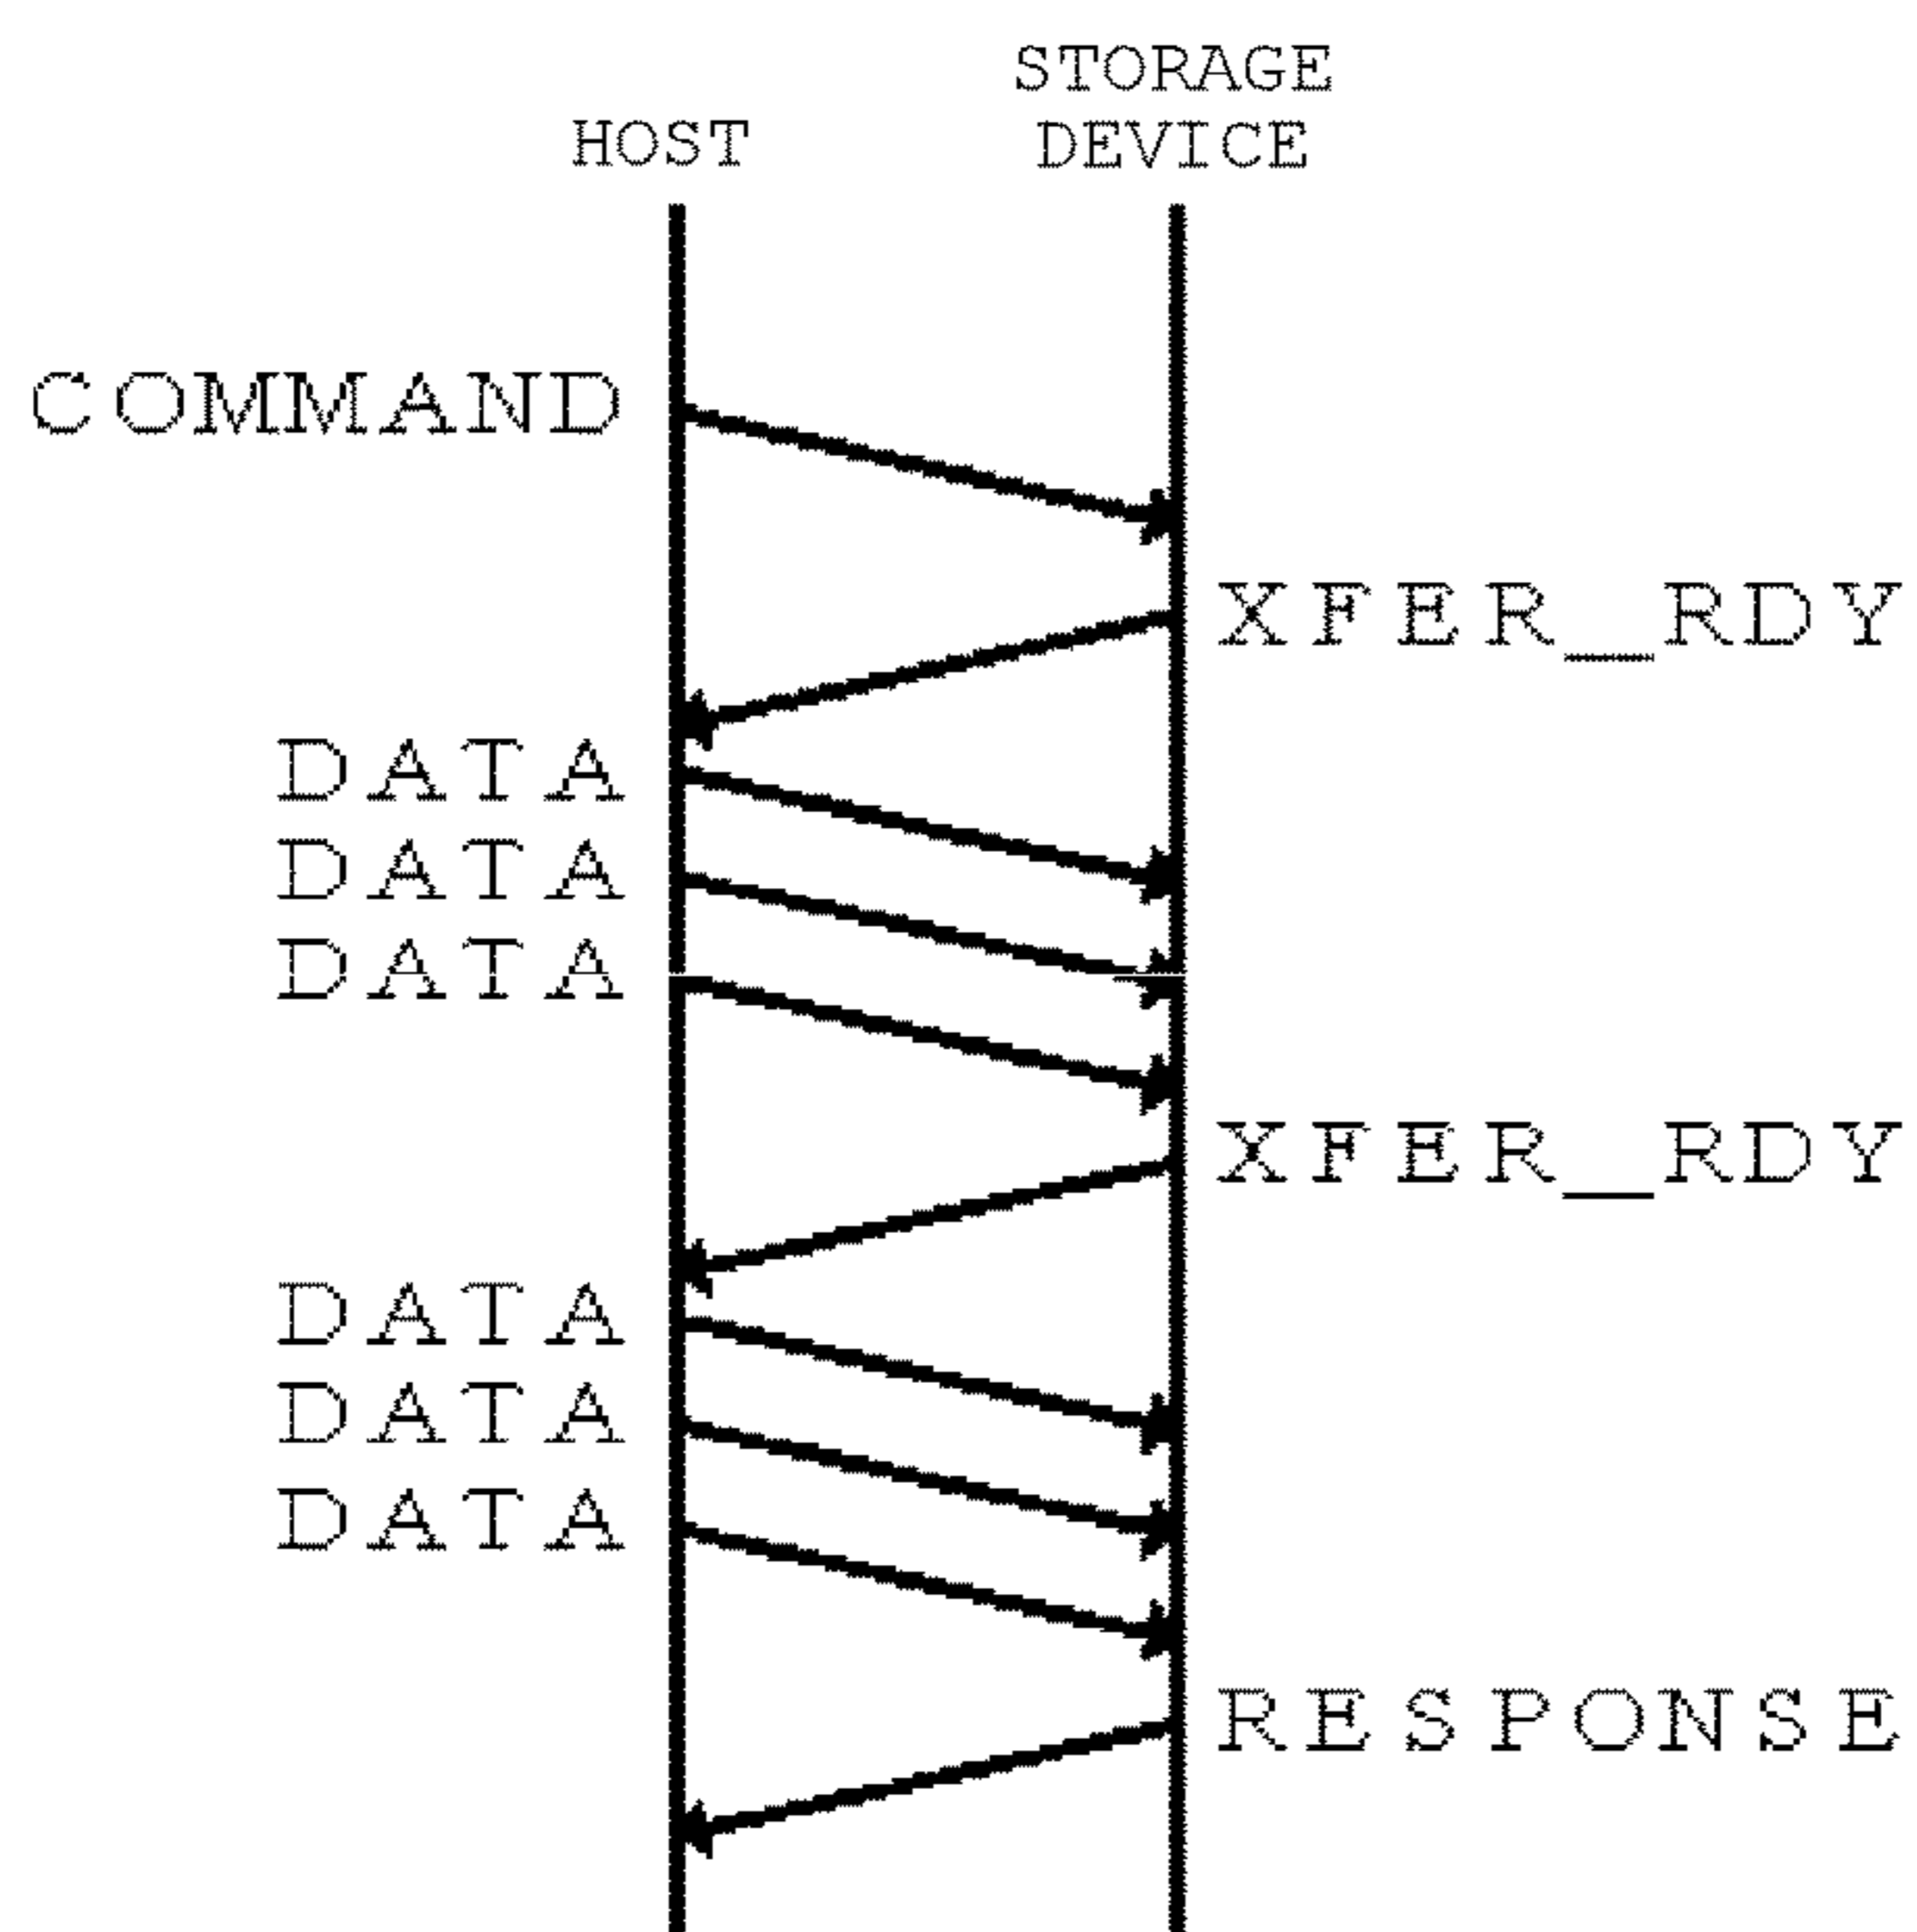 STORAGE
HOST DEVICE
COMMAND
XFER_RDY
DATA
DATA
DATA
XFER_RDY
DATA
DATA
DATA
RESPONSE